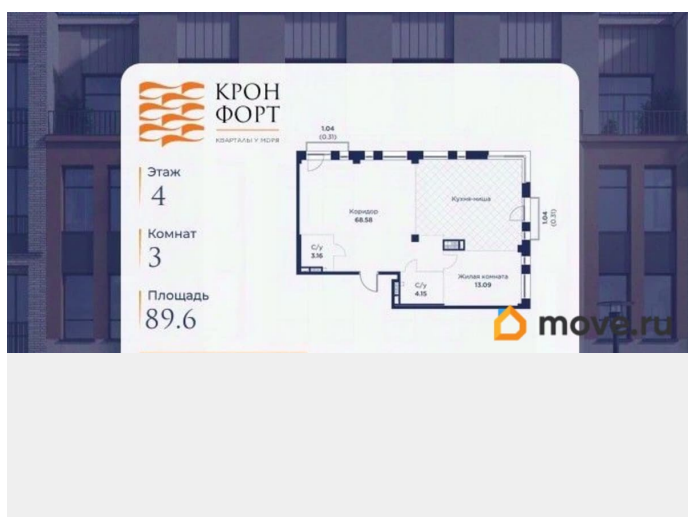 КРОН
ФОРТ
КВАРТАЛЫ У МОРЯ
Этаж
4
Комнат
3
Площадь
89.6
1.04
(0.31)
Коридор
68.58
Кухня-ниша
1.04
(0.31)
С/у
3.16
С/у
4.15
Жилая комната
13.09
move.ru